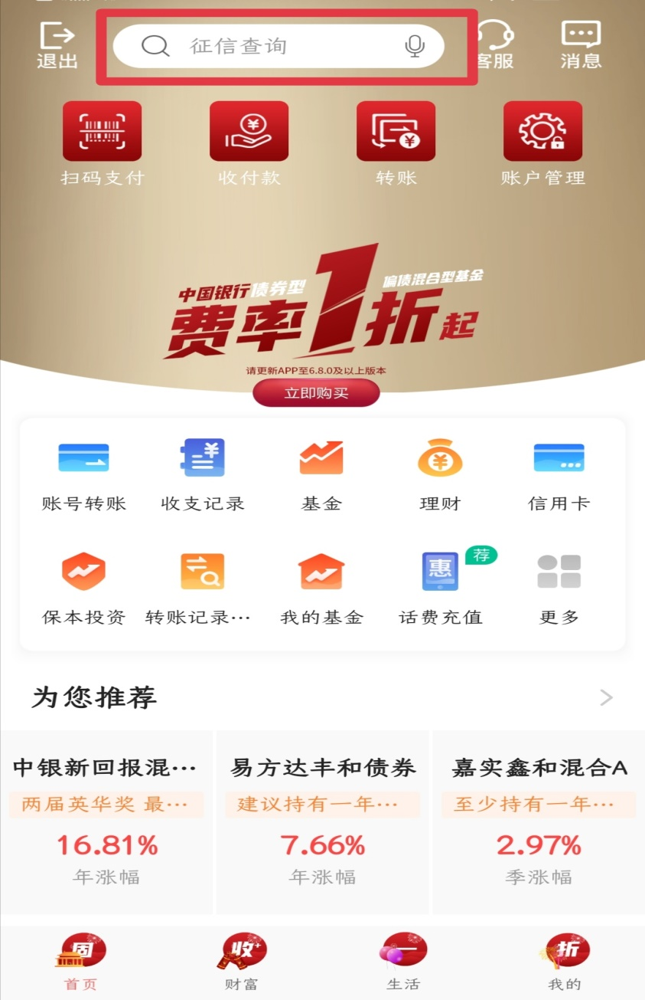 征信查询
退出
客服
消息
扫码支付
收付款
转账
账户管理
中国银行债券型
偏债混合型基金
费率1折起
请更新APP至6.8.0及以上版本
立即购买
账号转账
收支记录
基金
理财
信用卡
荐
惠
保本投资
转账记录…
我的基金
话费充值
更多
为您推荐
中银新回报混…
易方达丰和债券
嘉实鑫和混合A
两届英华奖 最…
建议持有一年…
至少持有一年…
16.81%
7.66%
2.97%
年涨幅
年涨幅
季涨幅
固
收+
一
折
首页
财富
生活
我的